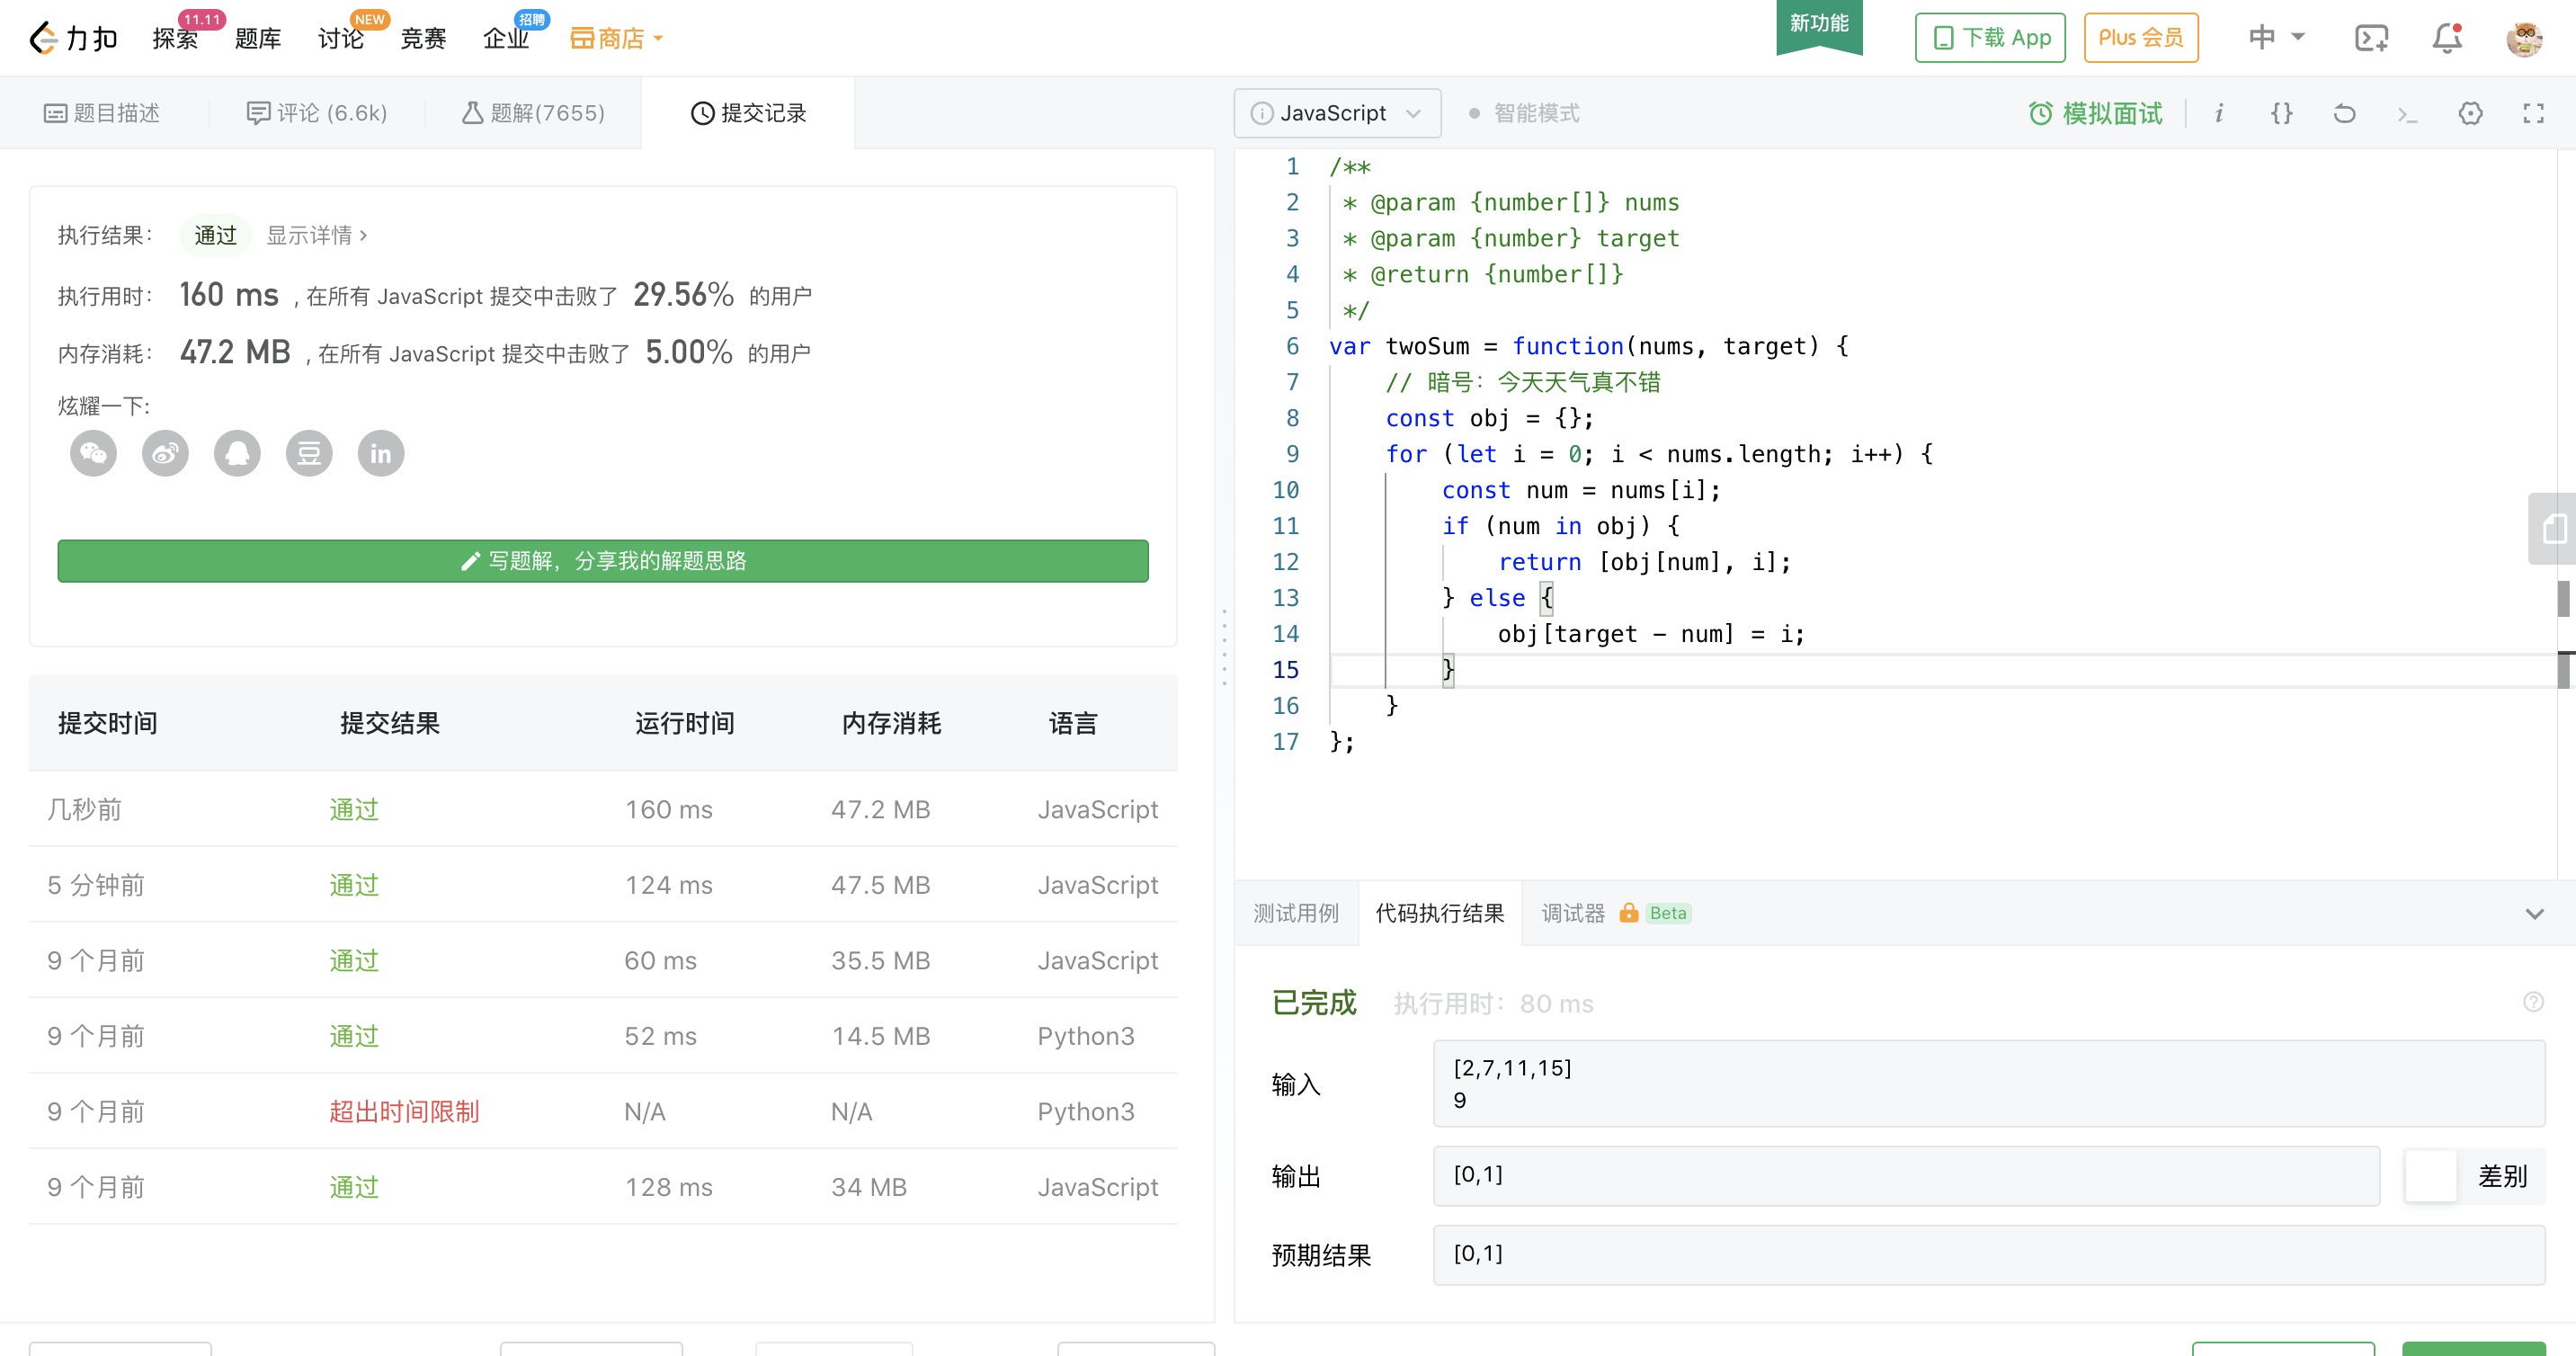 力扣 探索 11.11 题库 讨论 NEW 竞赛 企业 招聘 商店 新功能 下载 App Plus 会员 中
题目描述 评论 (6.6k) 题解(7655) 提交记录
执行结果： 通过 显示详情 >
执行用时： 160 ms , 在所有 JavaScript 提交中击败了 29.56% 的用户
内存消耗： 47.2 MB , 在所有 JavaScript 提交中击败了 5.00% 的用户
炫耀一下:
豆 in
写题解，分享我的解题思路
提交时间 提交结果 运行时间 内存消耗 语言
几秒前 通过 160 ms 47.2 MB JavaScript
5 分钟前 通过 124 ms 47.5 MB JavaScript
9 个月前 通过 60 ms 35.5 MB JavaScript
9 个月前 通过 52 ms 14.5 MB Python3
9 个月前 超出时间限制 N/A N/A Python3
9 个月前 通过 128 ms 34 MB JavaScript
JavaScript 智能模式 模拟面试 i {} >_
1 /**
2 * @param {number[]} nums
3 * @param {number} target
4 * @return {number[]}
5 */
6 var twoSum = function(nums, target) {
7 // 暗号：今天天气真不错
8 const obj = {};
9 for (let i = 0; i < nums.length; i++) {
10 const num = nums[i];
11 if (num in obj) {
12 return [obj[num], i];
13 } else {
14 obj[target - num] = i;
15 }
16 }
17 };
测试用例 代码执行结果 调试器 Beta
已完成 执行用时：80 ms
输入
[2,7,11,15]
9
输出 [0,1] 差别
预期结果 [0,1]